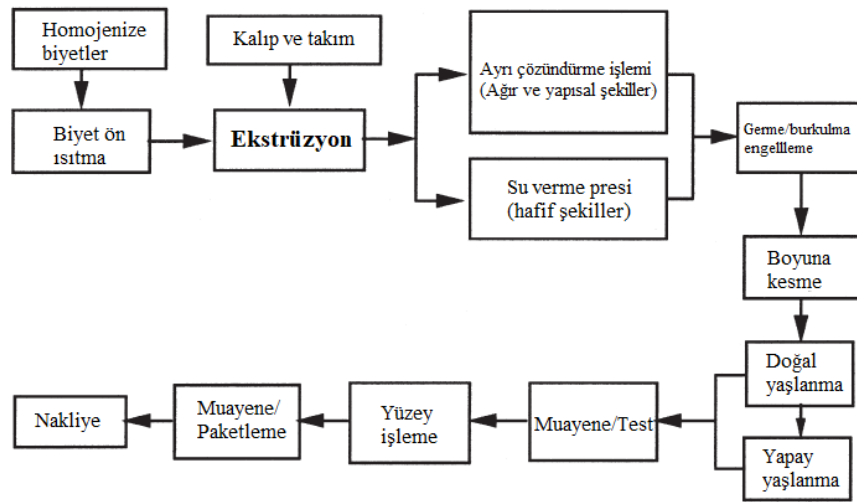 Homojenize
biyetler
Kalıp ve takım
Biyet ön
ısıtma
Ekstrüzyon
Ayrı çözündürme işlemi
(Ağır ve yapısal şekiller)
Su verme presi
(hafif şekiller)
Germe/burkulma
engellleme
Boyuna
kesme
Doğal
yaşlanma
Yapay
yaşlanma
Muayene/Test
Yüzey
işleme
Muayene/
Paketleme
Nakliye